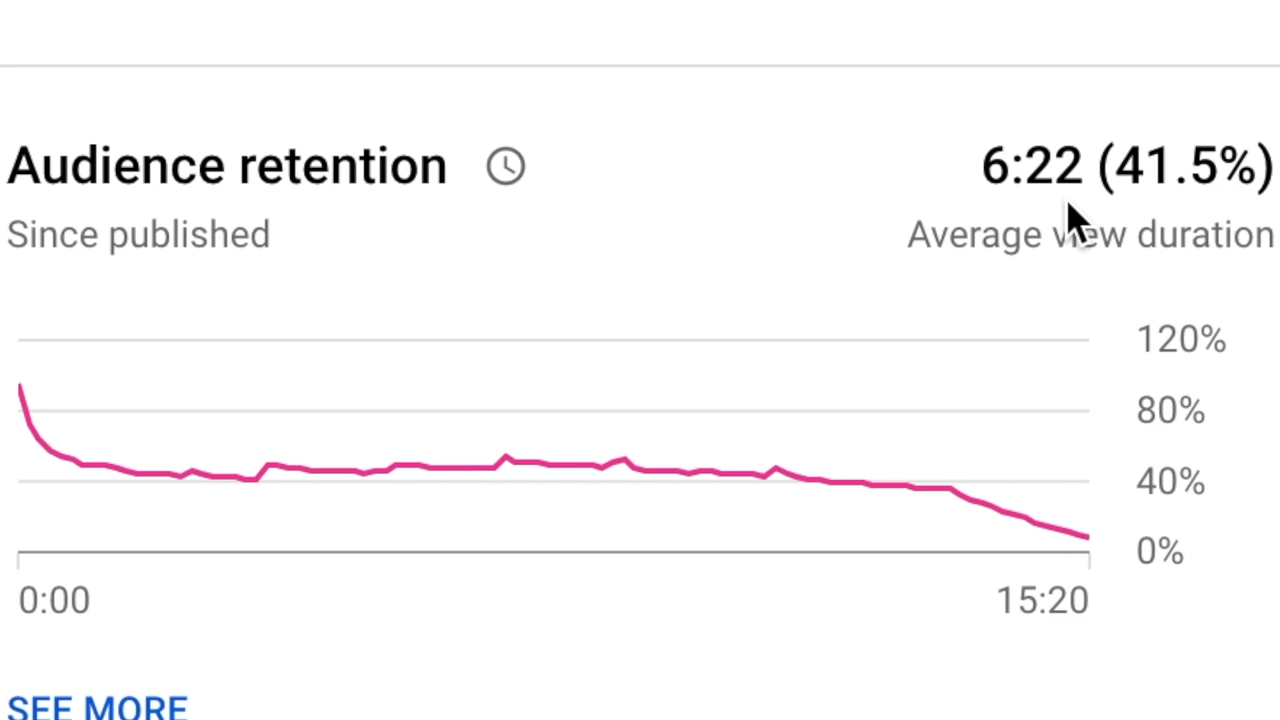 Audience retention
6:22 (41.5%)
Since published
Average view duration
120%
80%
40%
0%
0:00
15:20
SEE MORE